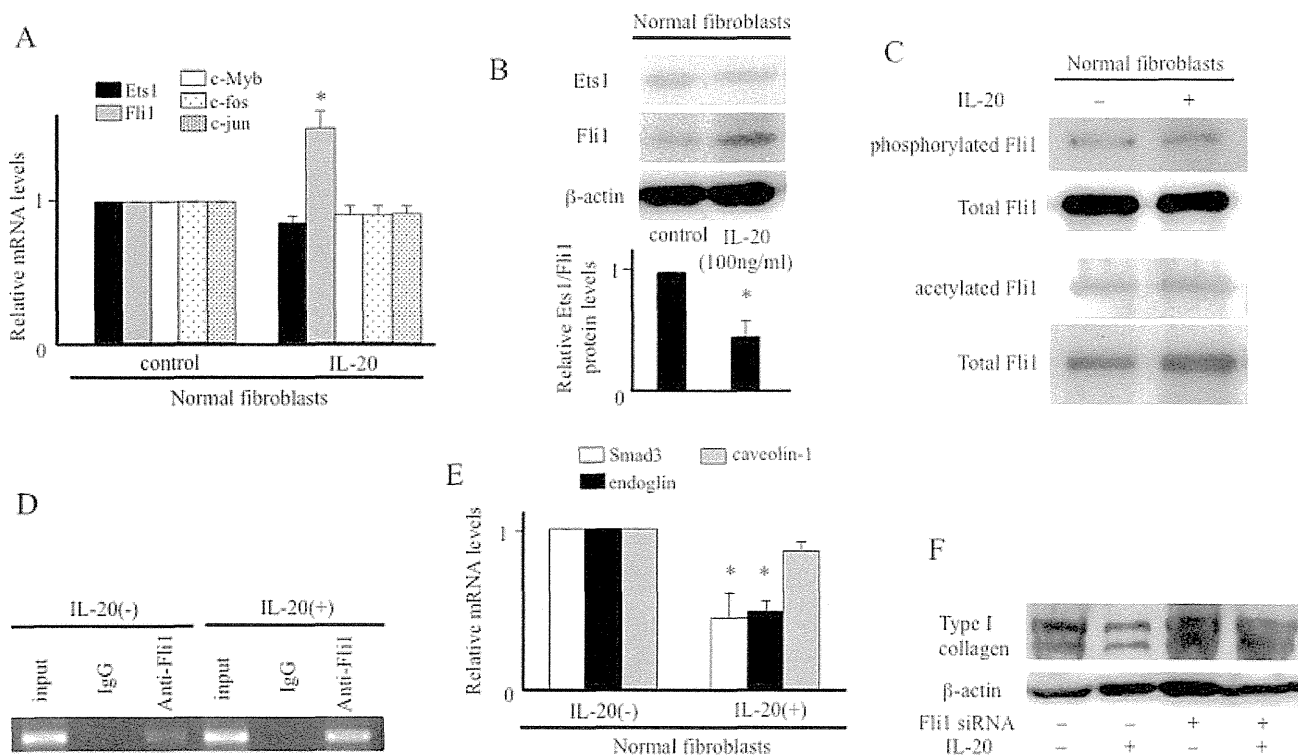 A
Ets1
Fli1
c-Myb
c-fos
c-jun
*
Relative mRNA levels
1
0
control
IL-20
Normal fibroblasts
B
Normal fibroblasts
Ets1
Fli1
β-actin
control
IL-20
(100ng/ml)
Relative Ets1/Fli1
protein levels
1
0
*
C
Normal fibroblasts
IL-20
− +
phosphorylated Fli1
Total Fli1
acetylated Fli1
Total Fli1
D
IL-20(-)
IL-20(+)
input
IgG
Anti-Fli1
input
IgG
Anti-Fli1
E
Smad3
endoglin
caveolin-1
Relative mRNA levels
1
0
* *
IL-20(-)
IL-20(+)
Normal fibroblasts
F
Type I
collagen
β-actin
Fli1 siRNA − − + +
IL-20 − + − +